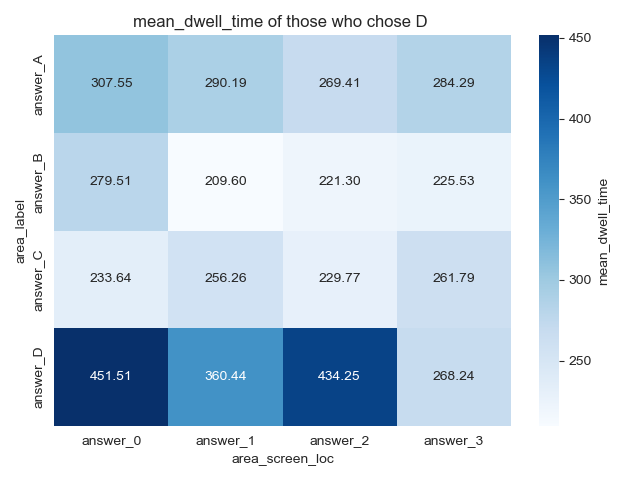 mean_dwell_time of those who chose D
answer_A
307.55 290.19 269.41 284.29
answer_B
279.51 209.60 221.30 225.53
answer_C
233.64 256.26 229.77 261.79
answer_D
451.51 360.44 434.25 268.24
area_label
answer_0 answer_1 answer_2 answer_3
area_screen_loc
450
400
350
300
250
mean_dwell_time